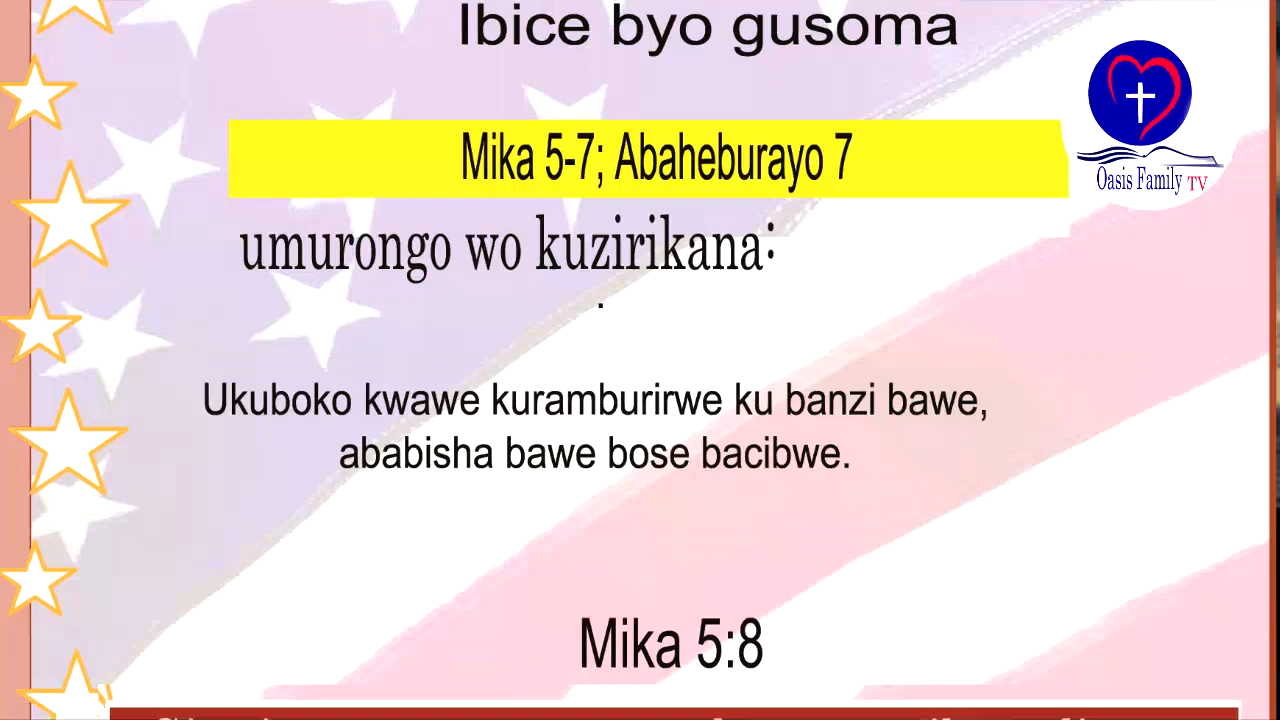 Ibice byo gusoma
Mika 5-7; Abaheburayo 7
Oasis Family TV
umurongo wo kuzirikana:
.
Ukuboko kwawe kuramburirwe ku banzi bawe,
ababisha bawe bose bacibwe.
Mika 5:8